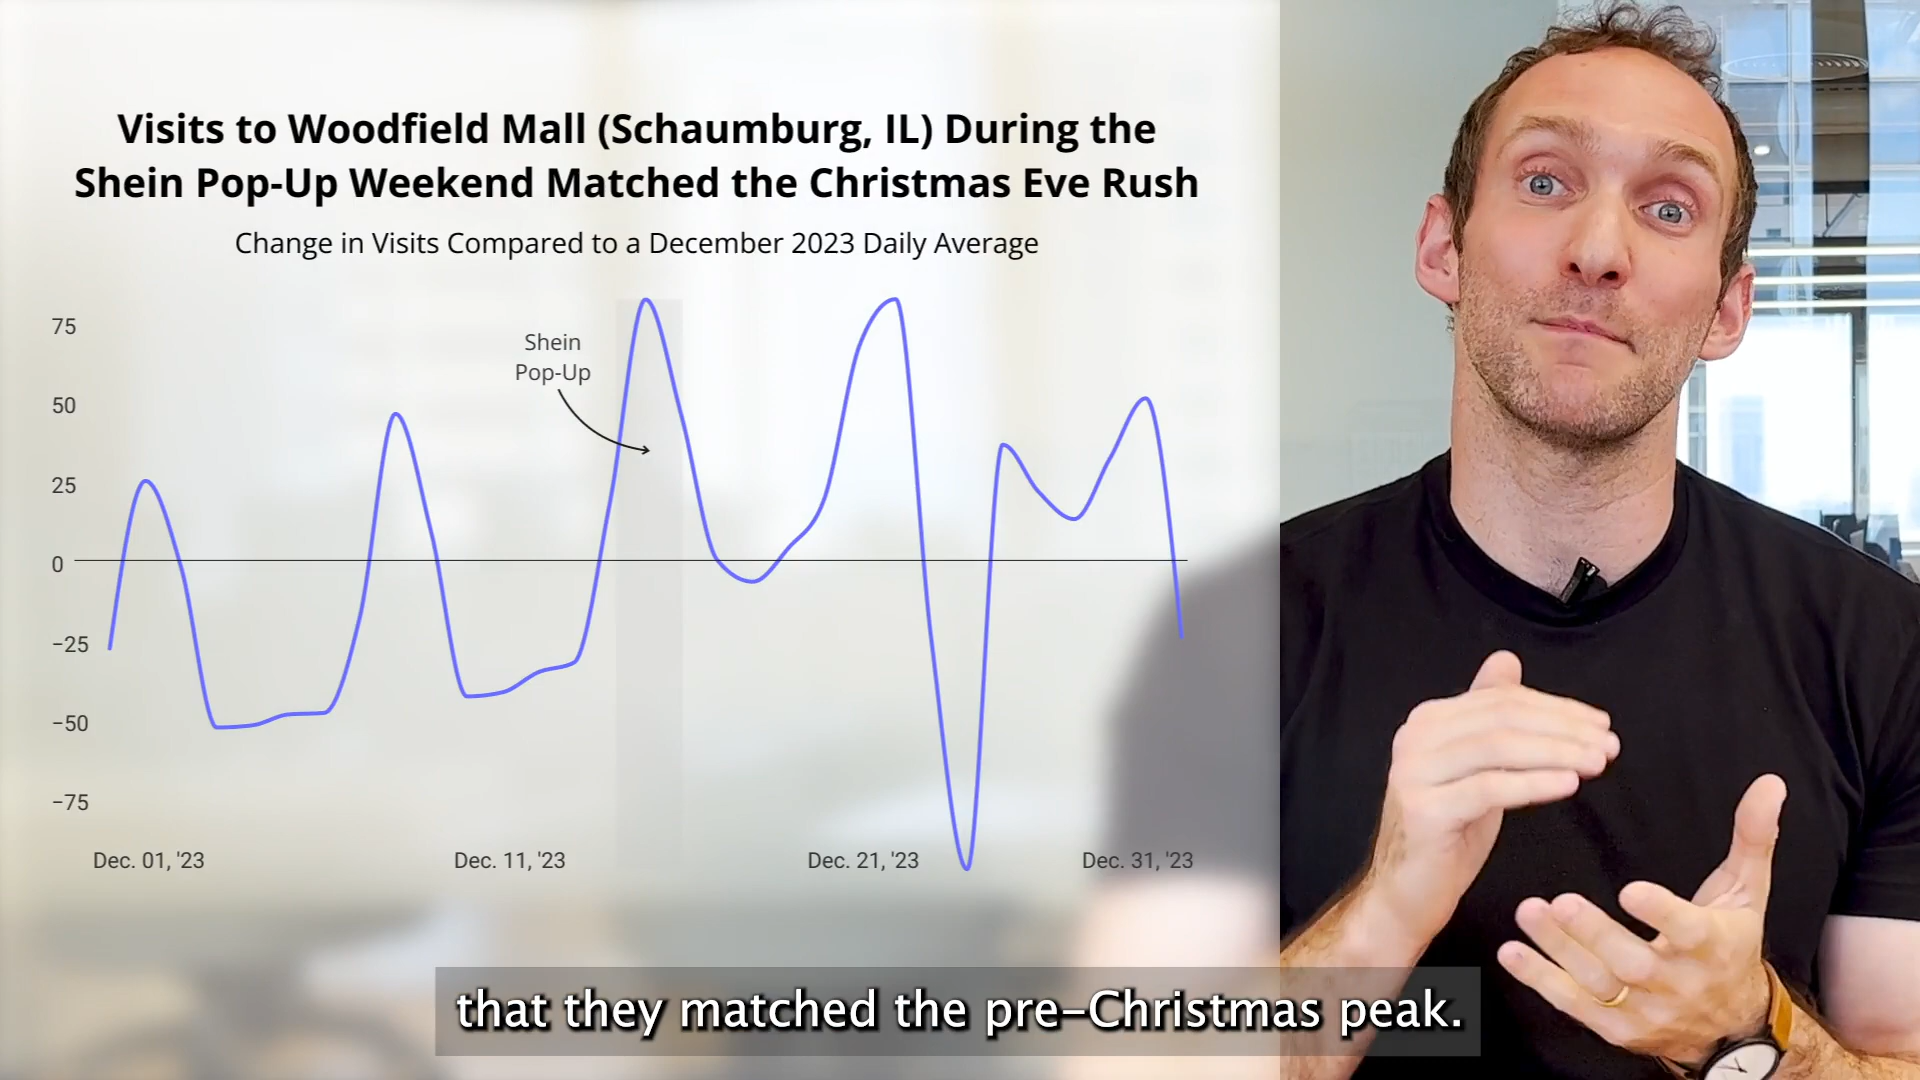 Visits to Woodfield Mall (Schaumburg, IL) During the
Shein Pop-Up Weekend Matched the Christmas Eve Rush
Change in Visits Compared to a December 2023 Daily Average
75
50
25
0
−25
−50
−75
Shein
Pop-Up
Dec. 01, '23
Dec. 11, '23
Dec. 21, '23
Dec. 31, '23
that they matched the pre–Christmas peak.